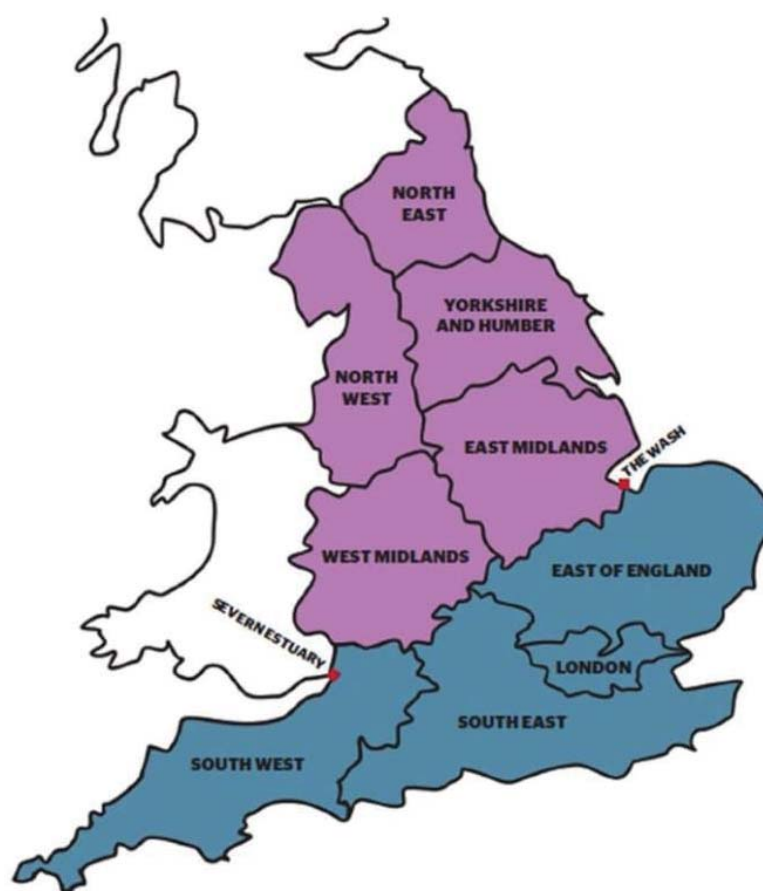 NORTH
EAST
YORKSHIRE
AND HUMBER
NORTH
WEST
EAST MIDLANDS
THE WASH
WEST MIDLANDS
EAST OF ENGLAND
SEVERN ESTUARY
LONDON
SOUTH EAST
SOUTH WEST